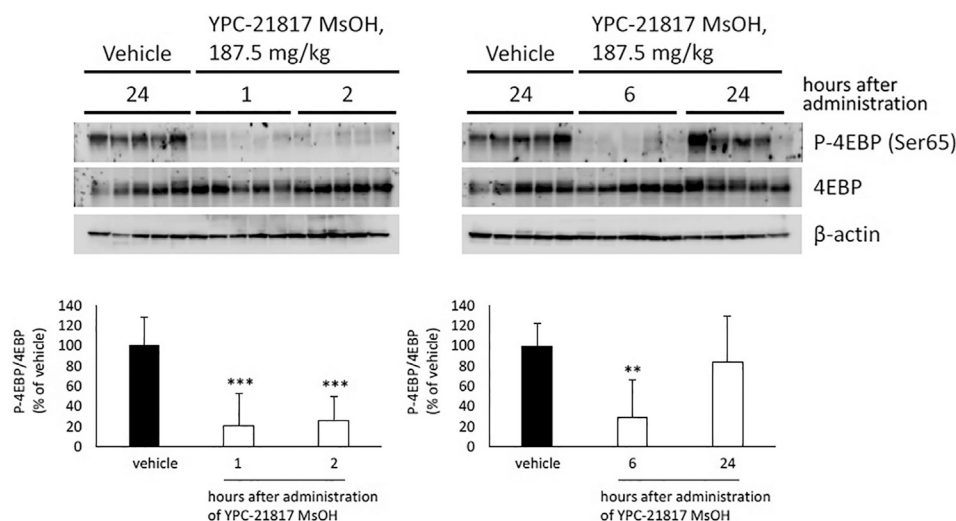 YPC-21817 MsOH,
Vehicle 187.5 mg/kg
24 1 2
YPC-21817 MsOH,
Vehicle 187.5 mg/kg
24 6 24
hours after
administration
P-4EBP (Ser65)
4EBP
β-actin
P-4EBP/4EBP
(% of vehicle)
140
120
100
80
60
40
20
0
*** ***
vehicle 1 2
hours after administration
of YPC-21817 MsOH
P-4EBP/4EBP
(% of vehicle)
140
120
100
80
60
40
20
0
**
vehicle 6 24
hours after administration
of YPC-21817 MsOH